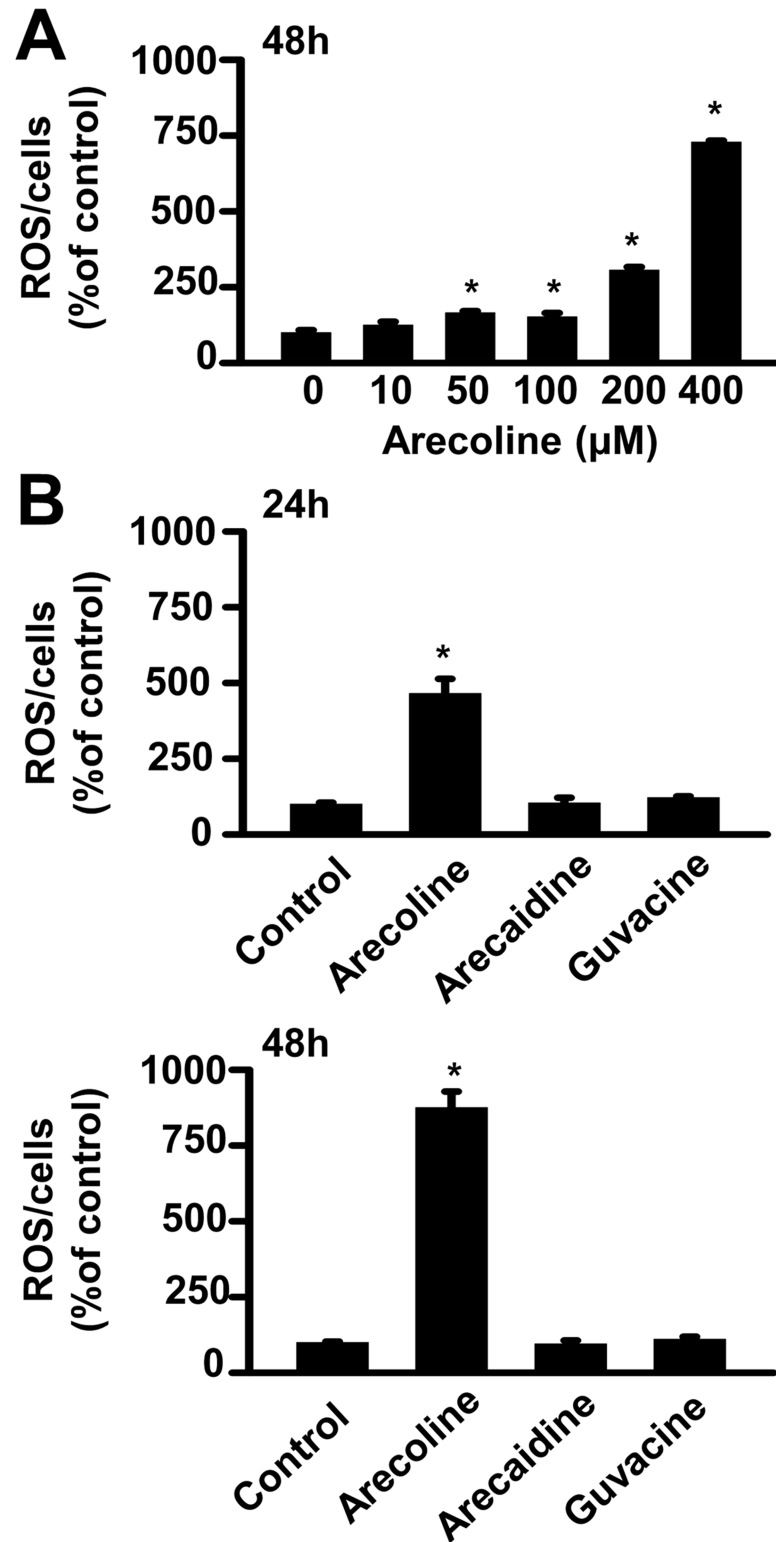 A
48h
1000
750
500
250
0
ROS/cells
(%of control)
*
*
*
*
0 10 50 100 200 400
Arecoline (µM)
B
24h
1000
750
500
250
0
ROS/cells
(%of control)
*
Control
Arecoline
Arecaidine
Guvacine
48h
1000
750
500
250
0
ROS/cells
(%of control)
*
Control
Arecoline
Arecaidine
Guvacine